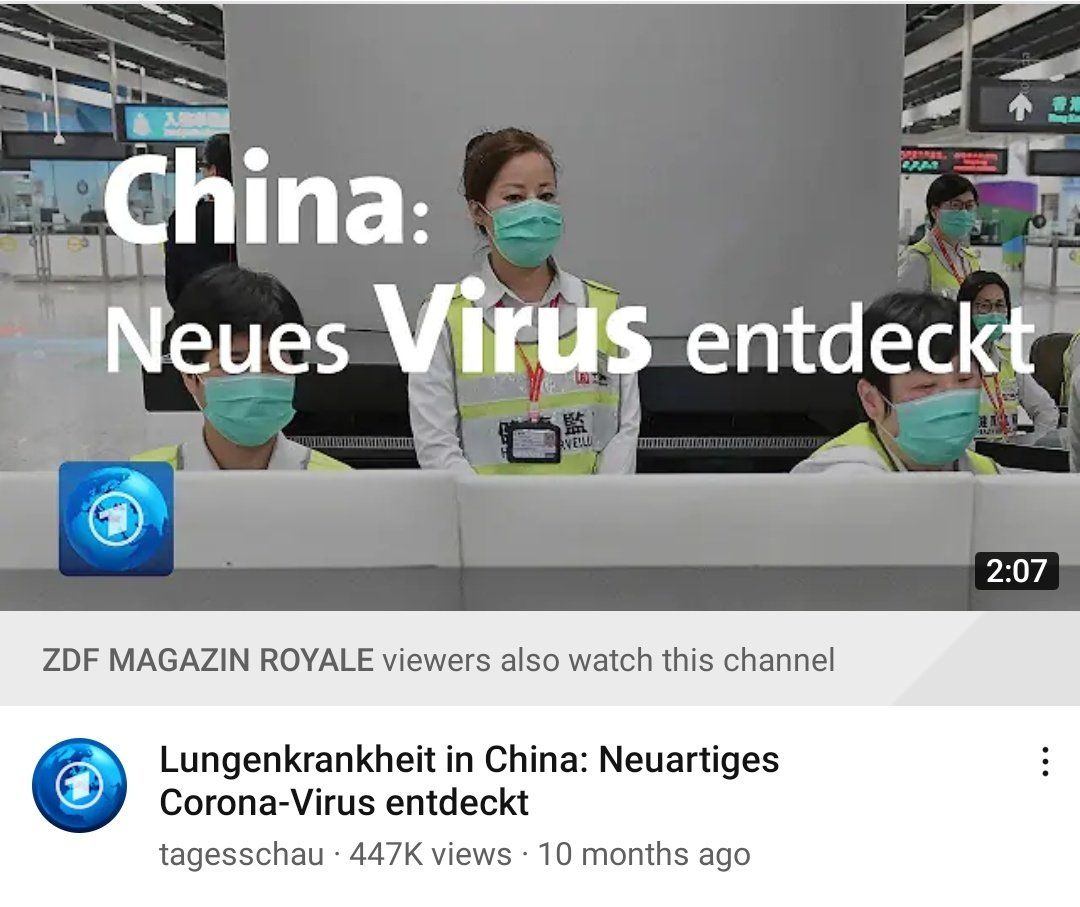 China:
Neues Virus entdeckt
2:07
ZDF MAGAZIN ROYALE viewers also watch this channel
Lungenkrankheit in China: Neuartiges
Corona-Virus entdeckt
tagesschau · 447K views · 10 months ago